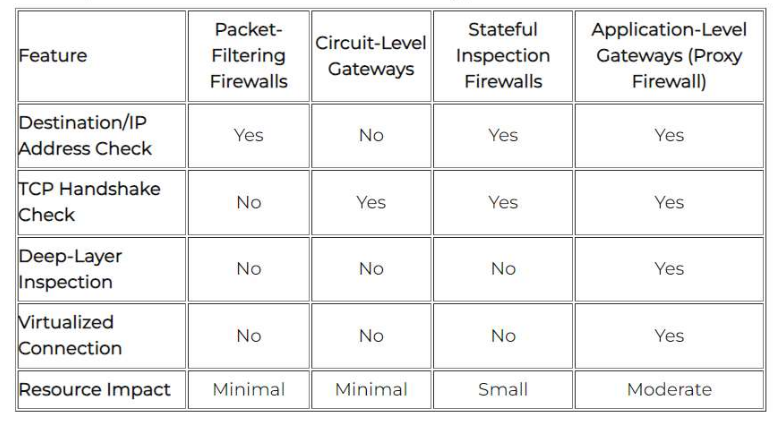 Feature
Packet-
Filtering
Firewalls
Circuit-Level
Gateways
Stateful
Inspection
Firewalls
Application-Level
Gateways (Proxy
Firewall)
Destination/IP
Address Check
Yes
No
Yes
Yes
TCP Handshake
Check
No
Yes
Yes
Yes
Deep-Layer
Inspection
No
No
No
Yes
Virtualized
Connection
No
No
No
Yes
Resource Impact
Minimal
Minimal
Small
Moderate